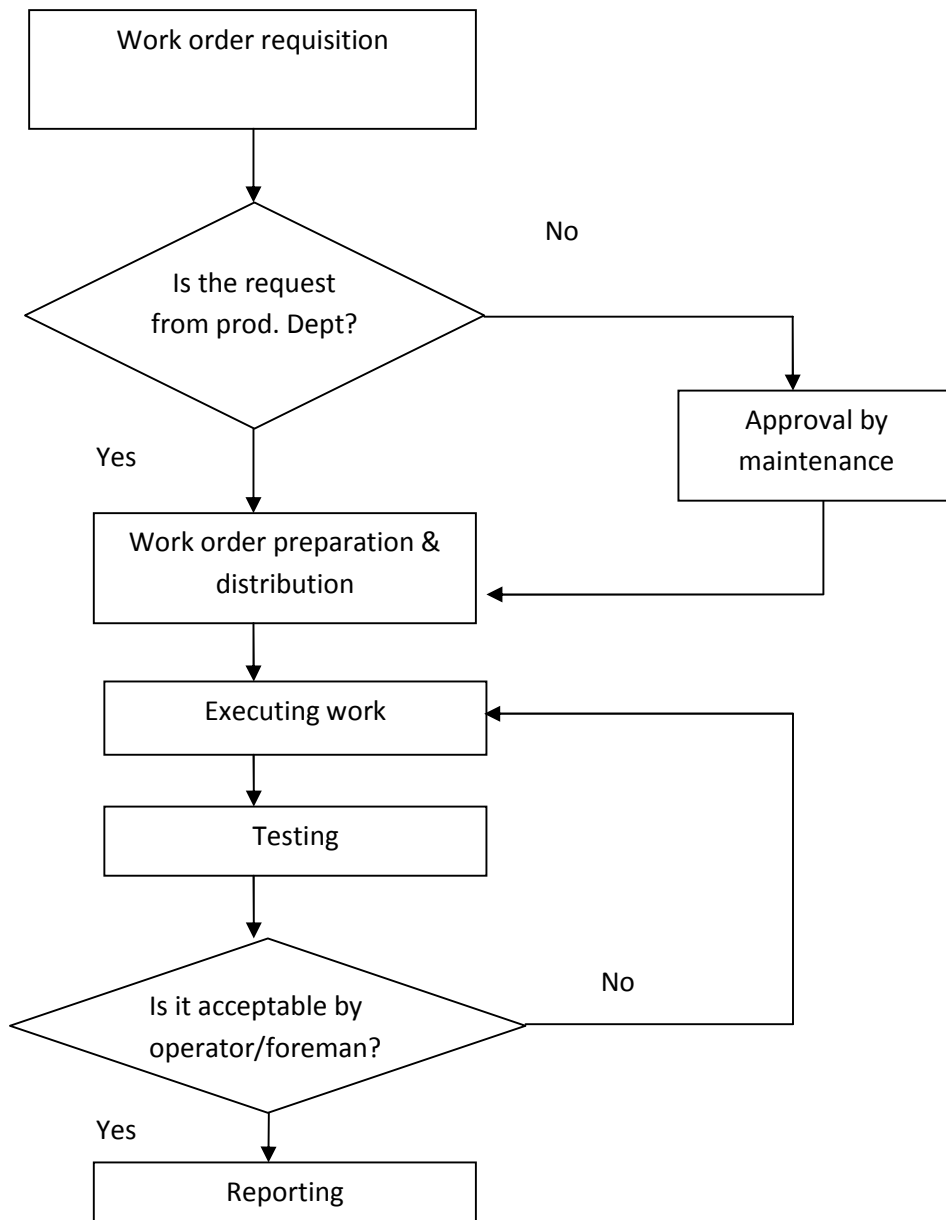 Work order requisition
No
Is the request
from prod. Dept?
Approval by
maintenance
Yes
Work order preparation &
distribution
Executing work
Testing
No
Is it acceptable by
operator/foreman?
Yes
Reporting